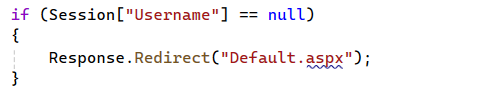 if (Session["Username"] == null)
{
    Response.Redirect("Default.aspx");
}